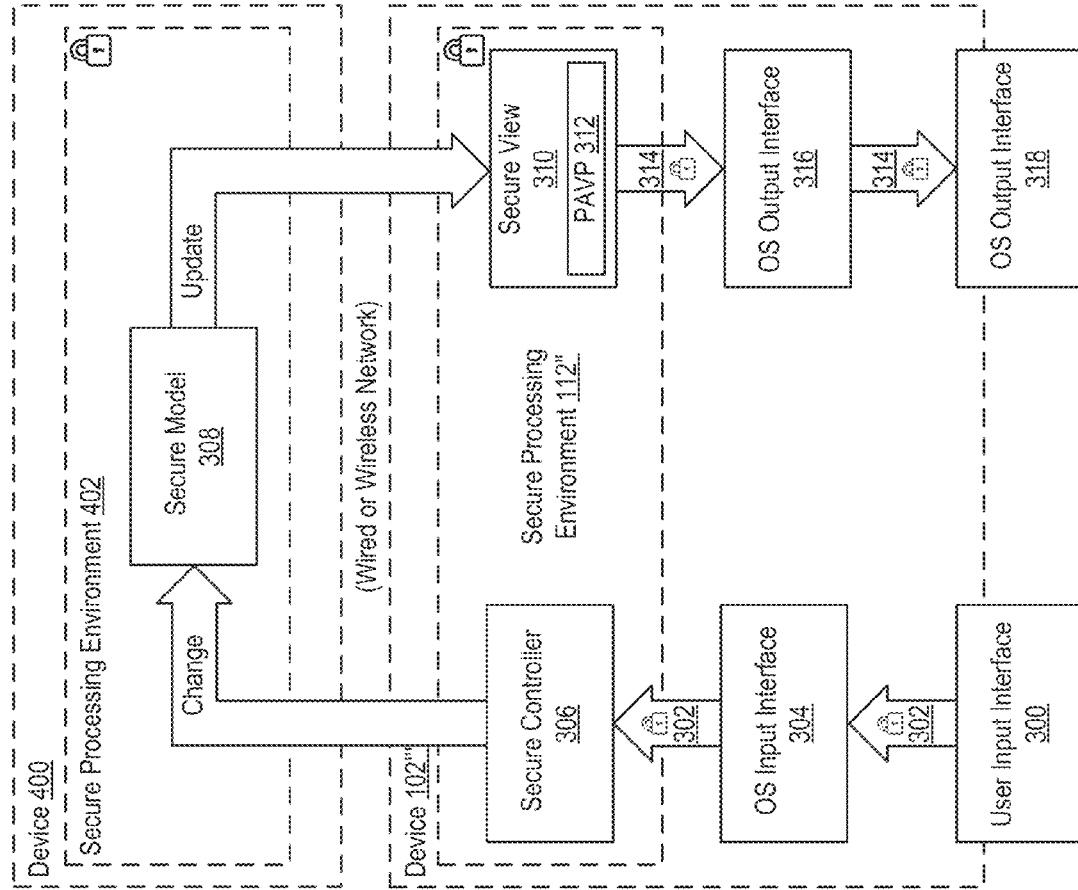 Device 400
Secure Processing Environment 402
Secure Model
308
Change
Update
(Wired or Wireless Network)
Device 102''''
Secure Controller
306
Secure Processing
Environment 112"
Secure View
310
PAVP 312
302
314
OS Input Interface
304
OS Output Interface
316
302
314
User Input Interface
300
OS Output Interface
318